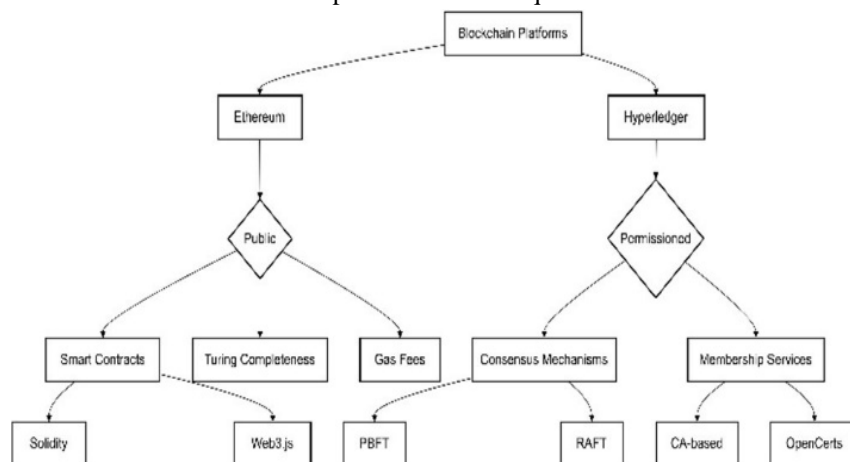 Blockchain Platforms
Ethereum
Hyperledger
Public
Permissioned
Smart Contracts
Turing Completeness
Gas Fees
Consensus Mechanisms
Membership Services
Solidity
Web3.js
PBFT
RAFT
CA-based
OpenCerts